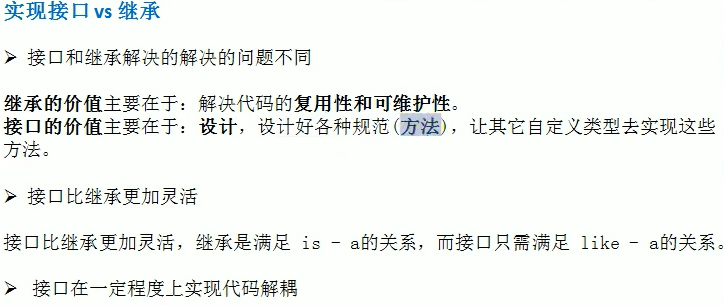 实现接口 vs 继承
➢ 接口和继承解决的解决的问题不同
继承的价值主要在于：解决代码的复用性和可维护性。
接口的价值主要在于：设计，设计好各种规范(方法)，让其它自定义类型去实现这些
方法。
➢ 接口比继承更加灵活
接口比继承更加灵活，继承是满足 is - a的关系，而接口只需满足 like - a的关系。
➢ 接口在一定程度上实现代码解耦